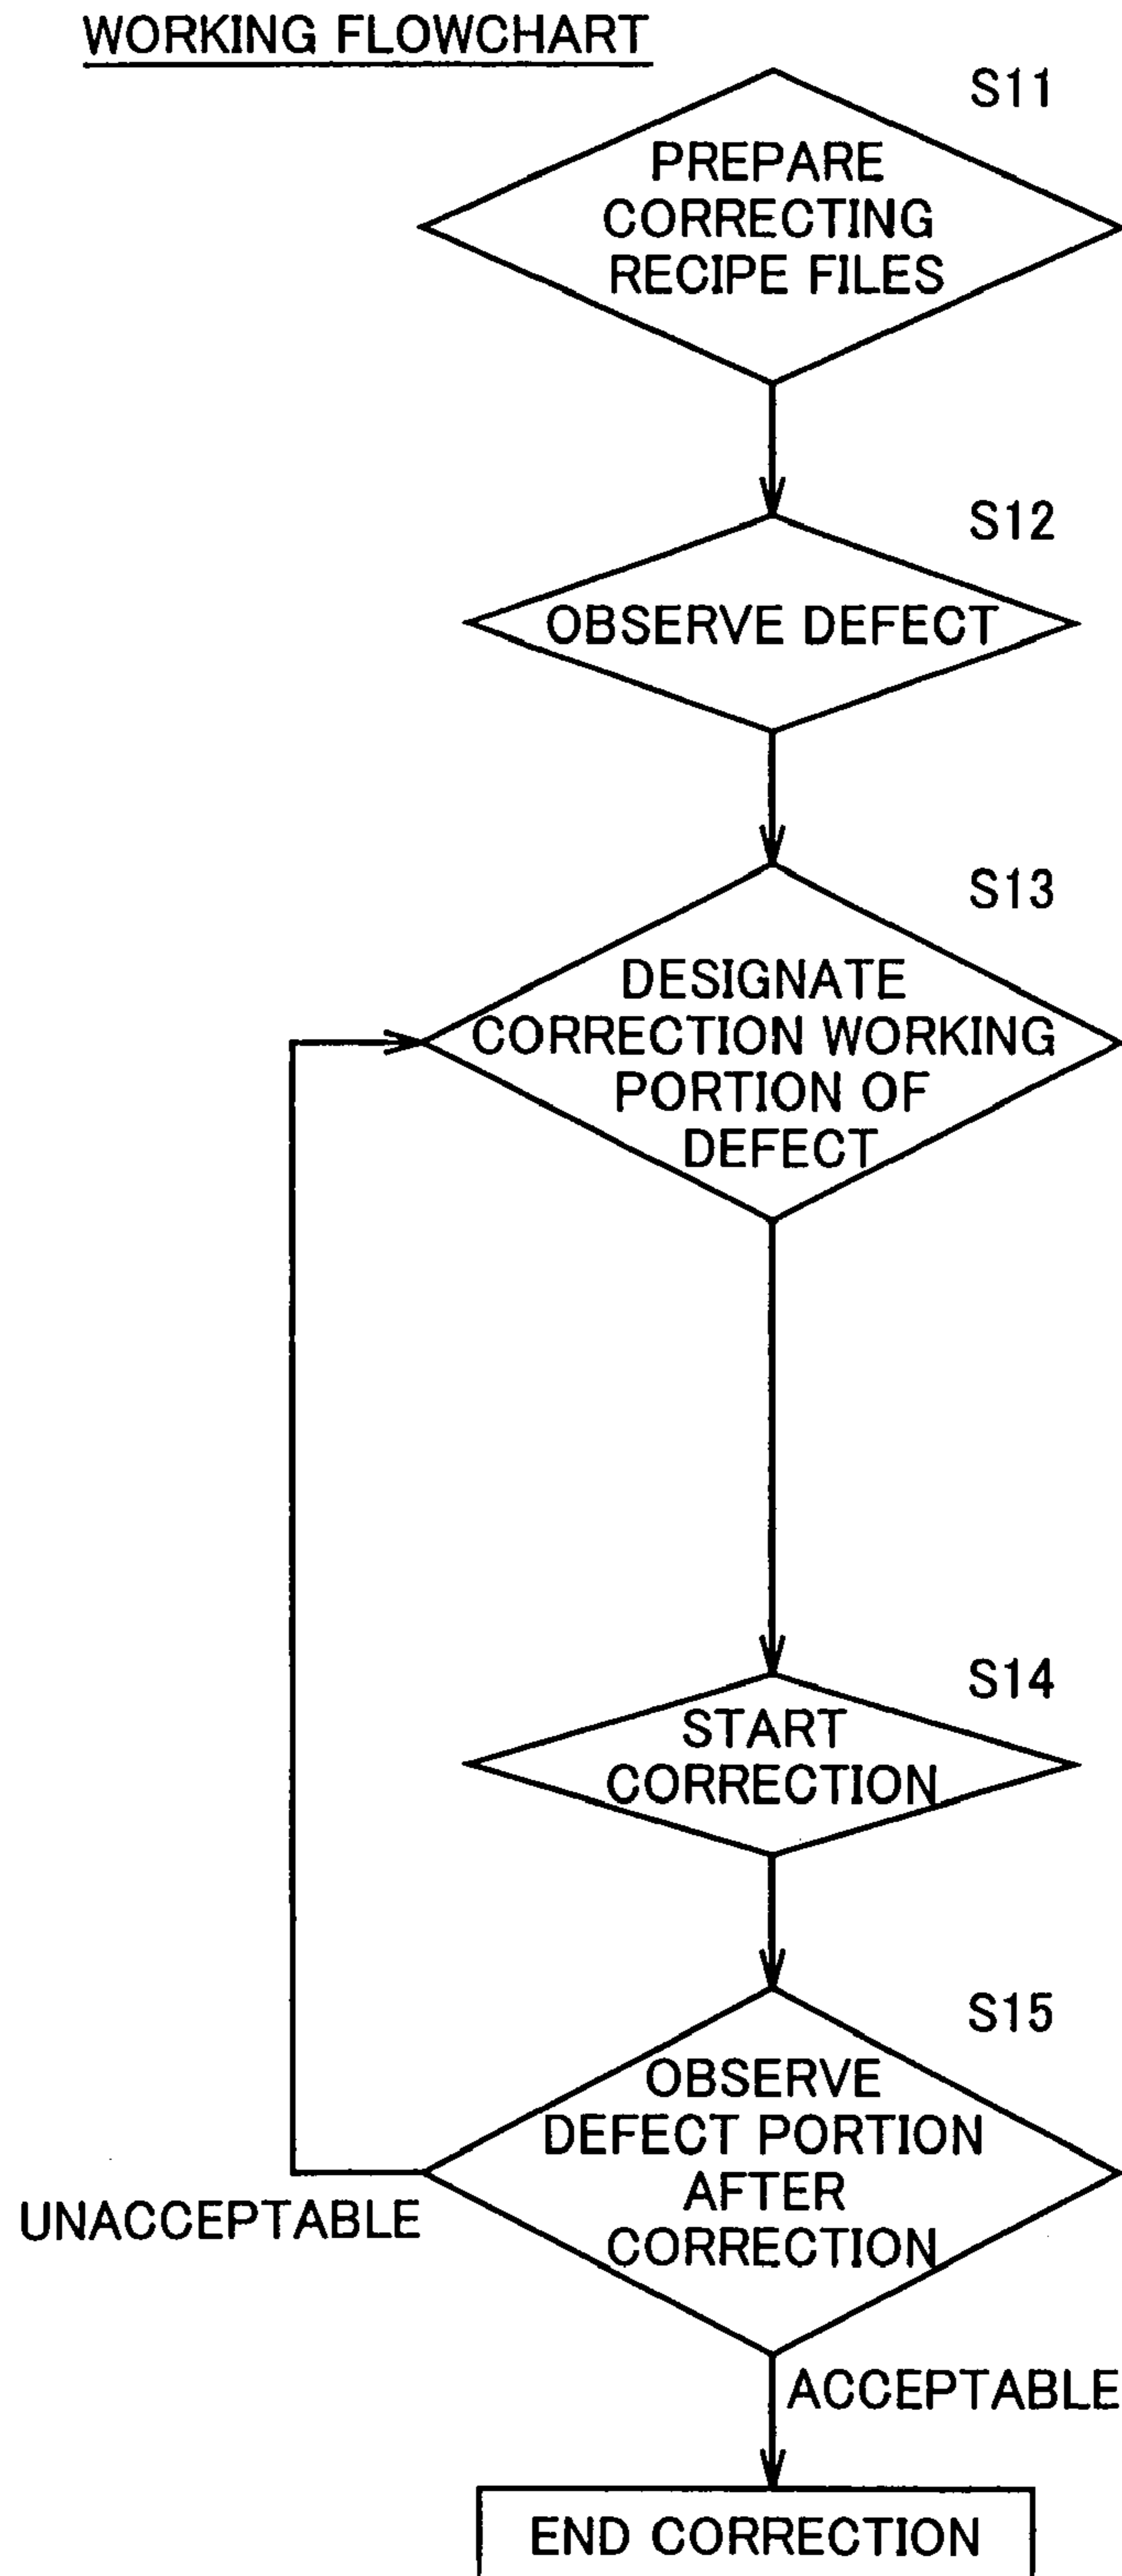 WORKING FLOWCHART
S11
PREPARE
CORRECTING
RECIPE FILES
S12
OBSERVE DEFECT
S13
DESIGNATE
CORRECTION WORKING
PORTION OF
DEFECT
S14
START
CORRECTION
S15
OBSERVE
DEFECT PORTION
AFTER
CORRECTION
UNACCEPTABLE
ACCEPTABLE
END CORRECTION